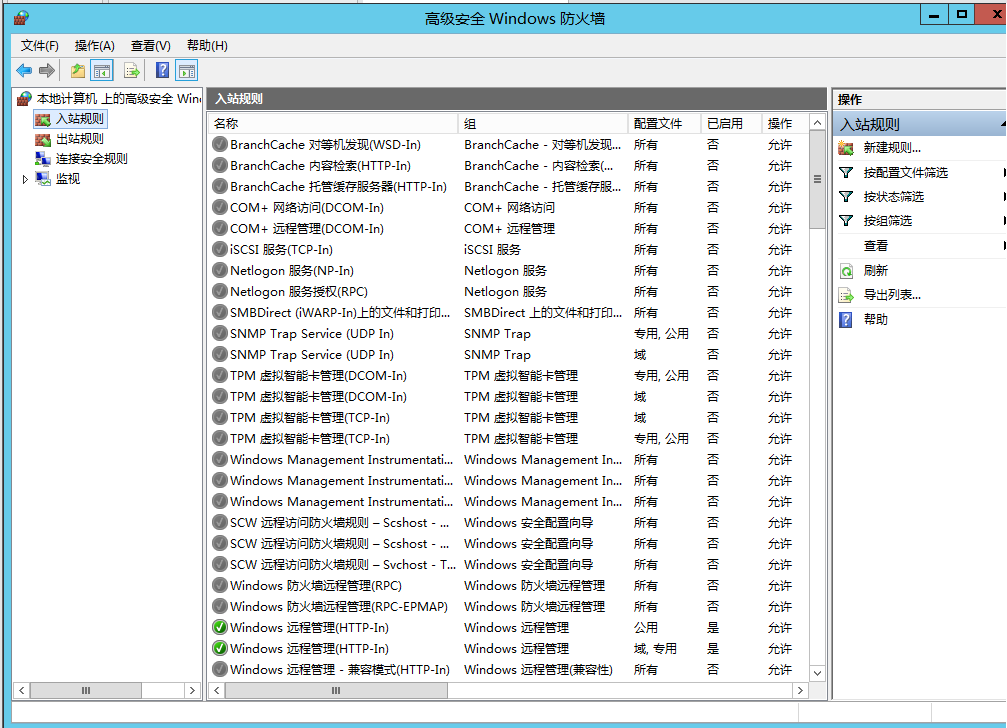 高级安全 Windows 防火墙
文件(F) 操作(A) 查看(V) 帮助(H)
本地计算机 上的高级安全 Win
入站规则
出站规则
连接安全规则
监视
入站规则
名称 组 配置文件 已启用 操作
BranchCache 对等机发现(WSD-In) BranchCache - 对等机发现... 所有 否 允许
BranchCache 内容检索(HTTP-In) BranchCache - 内容检索(... 所有 否 允许
BranchCache 托管缓存服务器(HTTP-In) BranchCache - 托管缓存服... 所有 否 允许
COM+ 网络访问(DCOM-In) COM+ 网络访问 所有 否 允许
COM+ 远程管理(DCOM-In) COM+ 远程管理 所有 否 允许
iSCSI 服务(TCP-In) iSCSI 服务 所有 否 允许
Netlogon 服务(NP-In) Netlogon 服务 所有 否 允许
Netlogon 服务授权(RPC) Netlogon 服务 所有 否 允许
SMBDirect (iWARP-In)上的文件和打印... SMBDirect 上的文件和打印... 所有 否 允许
SNMP Trap Service (UDP In) SNMP Trap 专用, 公用 否 允许
SNMP Trap Service (UDP In) SNMP Trap 域 否 允许
TPM 虚拟智能卡管理(DCOM-In) TPM 虚拟智能卡管理 专用, 公用 否 允许
TPM 虚拟智能卡管理(DCOM-In) TPM 虚拟智能卡管理 域 否 允许
TPM 虚拟智能卡管理(TCP-In) TPM 虚拟智能卡管理 域 否 允许
TPM 虚拟智能卡管理(TCP-In) TPM 虚拟智能卡管理 专用, 公用 否 允许
Windows Management Instrumentati... Windows Management In... 所有 否 允许
Windows Management Instrumentati... Windows Management In... 所有 否 允许
Windows Management Instrumentati... Windows Management In... 所有 否 允许
SCW 远程访问防火墙规则 – Scshost - ... Windows 安全配置向导 所有 否 允许
SCW 远程访问防火墙规则 – Scshost - ... Windows 安全配置向导 所有 否 允许
SCW 远程访问防火墙规则 – Svchost - T... Windows 安全配置向导 所有 否 允许
Windows 防火墙远程管理(RPC) Windows 防火墙远程管理 所有 否 允许
Windows 防火墙远程管理(RPC-EPMAP) Windows 防火墙远程管理 所有 否 允许
Windows 远程管理(HTTP-In) Windows 远程管理 公用 是 允许
Windows 远程管理(HTTP-In) Windows 远程管理 域, 专用 是 允许
Windows 远程管理 - 兼容模式(HTTP-In) Windows 远程管理(兼容性) 所有 否 允许
操作
入站规则
新建规则...
按配置文件筛选
按状态筛选
按组筛选
查看
刷新
导出列表...
帮助